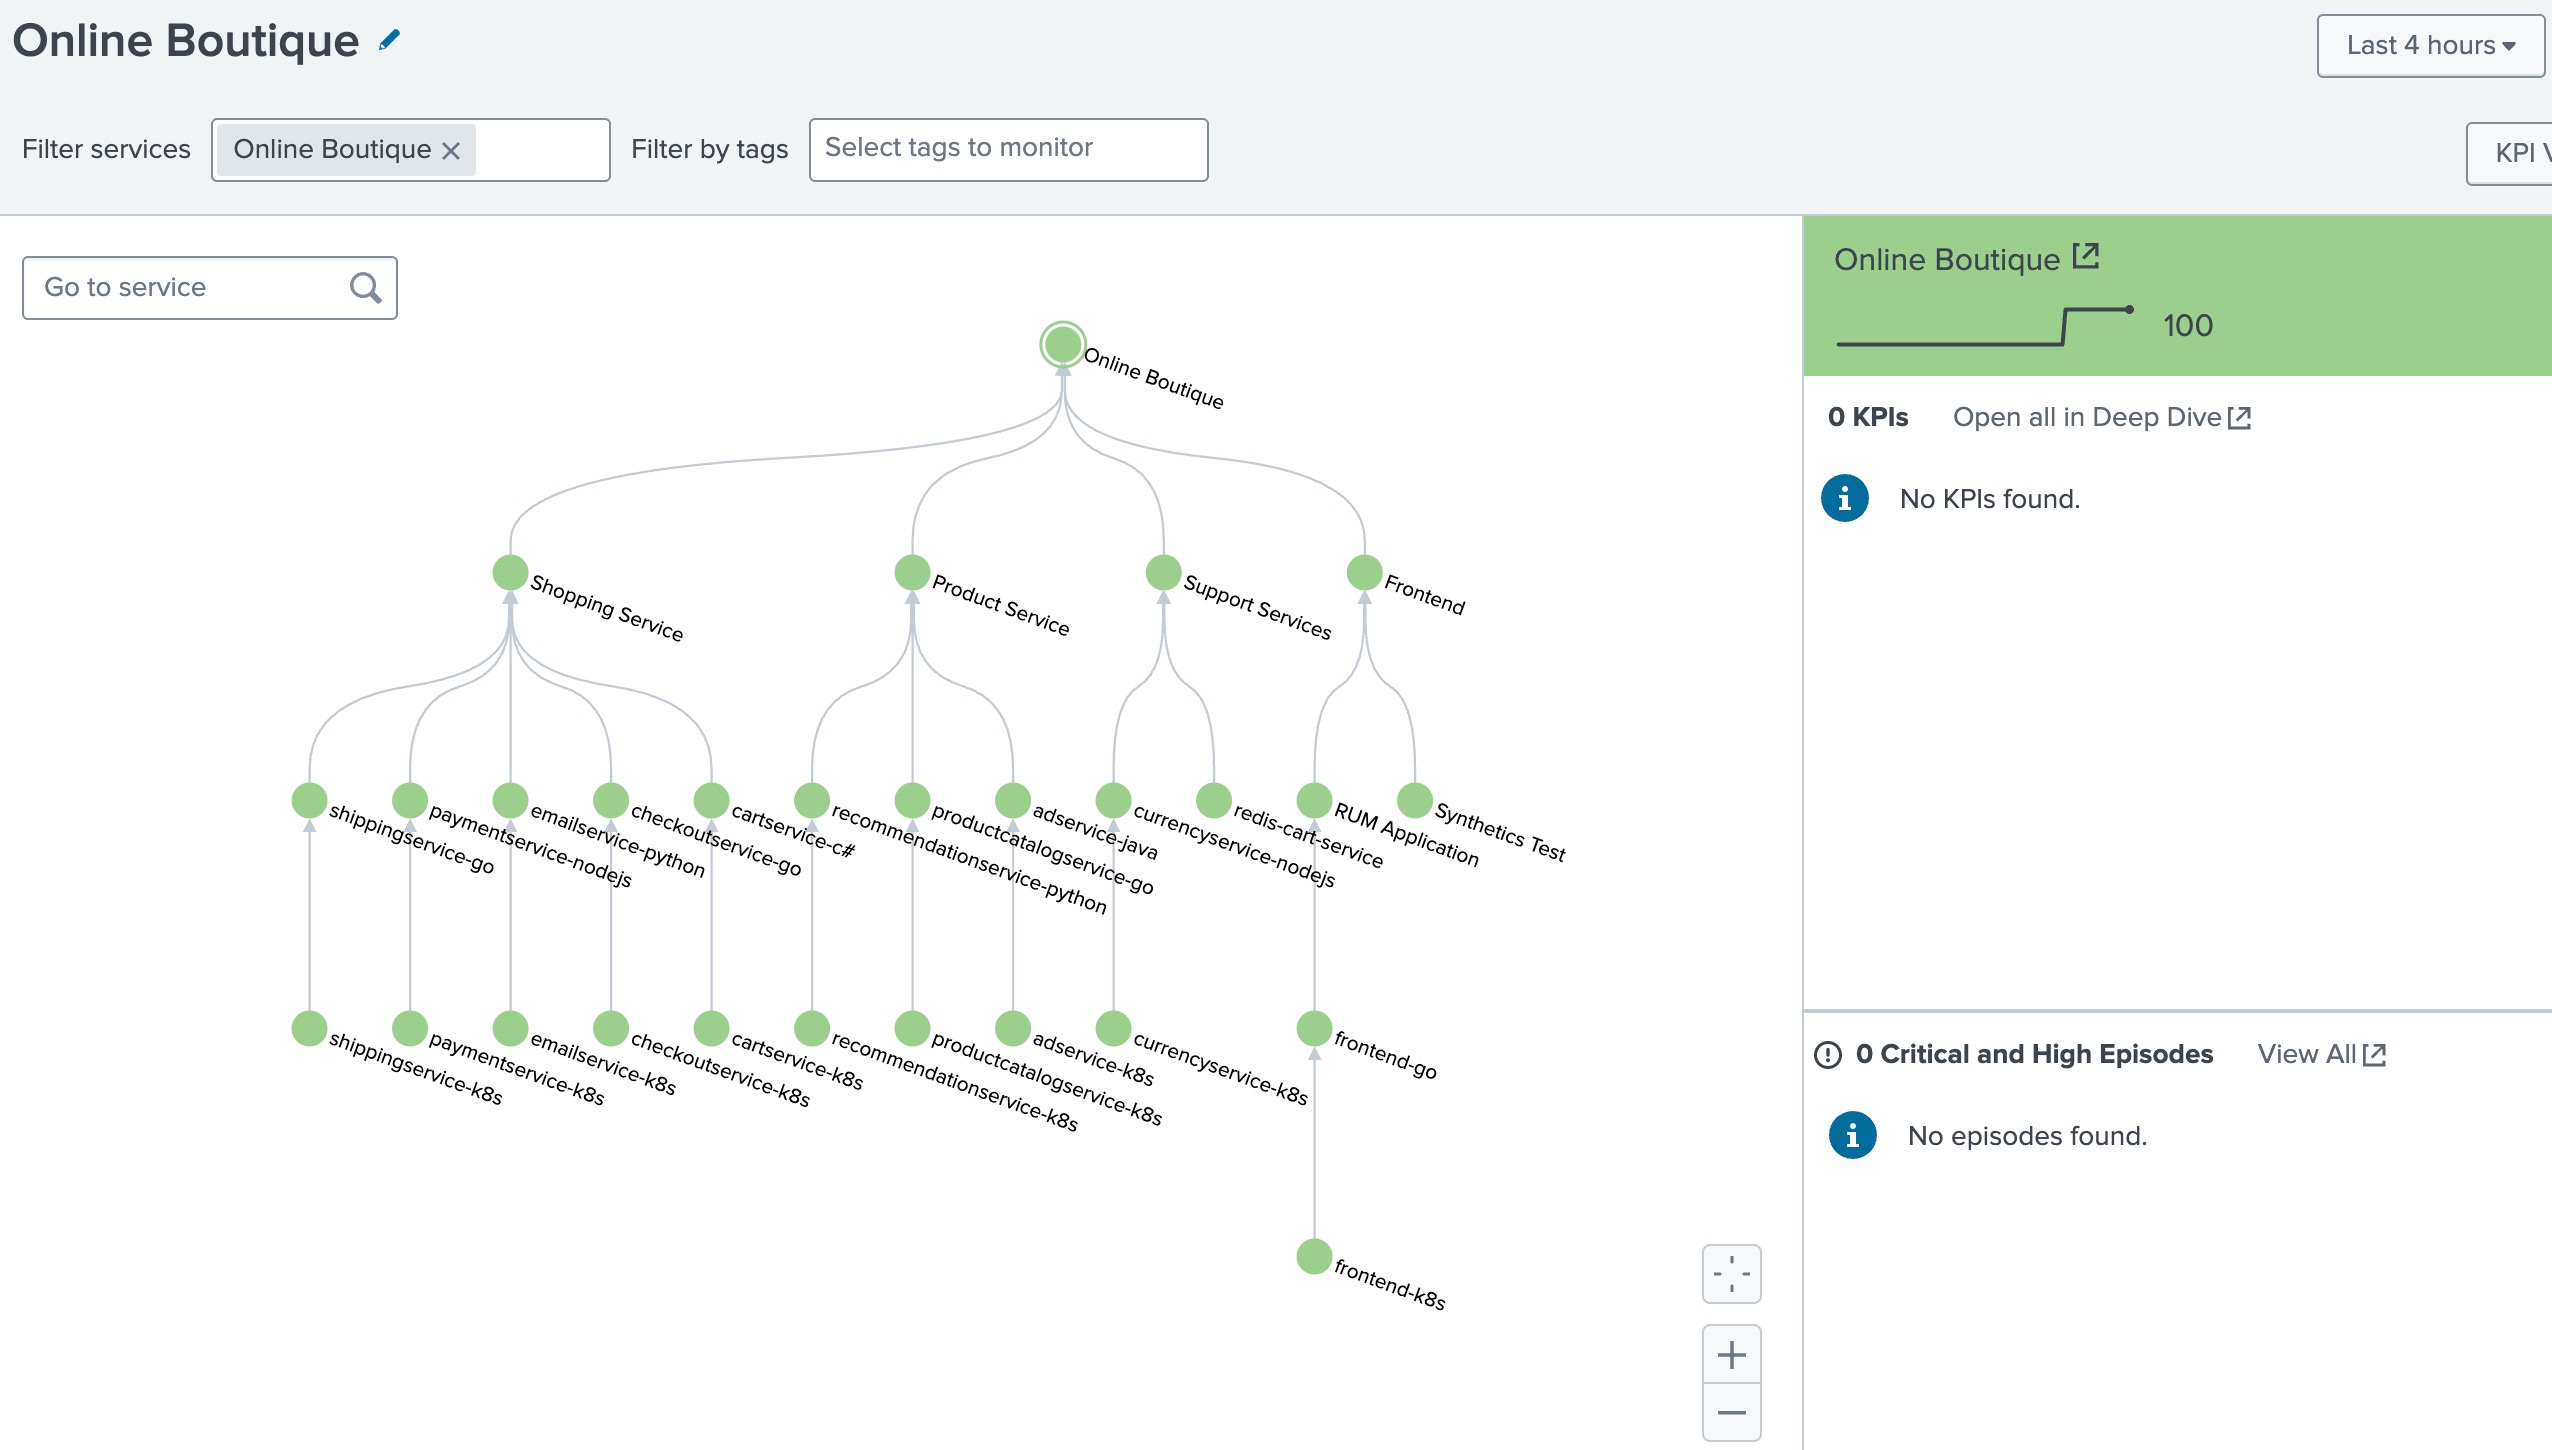 Online Boutique
Last 4 hours
Filter services
Online Boutique
Filter by tags
Select tags to monitor
KPI V
Go to service
Online Boutique
100
0 KPIs
Open all in Deep Dive
No KPIs found.
Online Boutique
Shopping Service
Product Service
Support Services
Frontend
shippingservice-go
paymentservice-nodejs
emailservice-python
checkoutservice-go
cartservice-c#
recommendationservice-python
productcatalogservice-go
adservice-java
currencyservice-nodejs
redis-cart-service
RUM Application
Synthetics Test
shippingservice-k8s
paymentservice-k8s
emailservice-k8s
checkoutservice-k8s
cartservice-k8s
recommendationservice-k8s
productcatalogservice-k8s
adservice-k8s
currencyservice-k8s
frontend-go
frontend-k8s
0 Critical and High Episodes
View All
No episodes found.